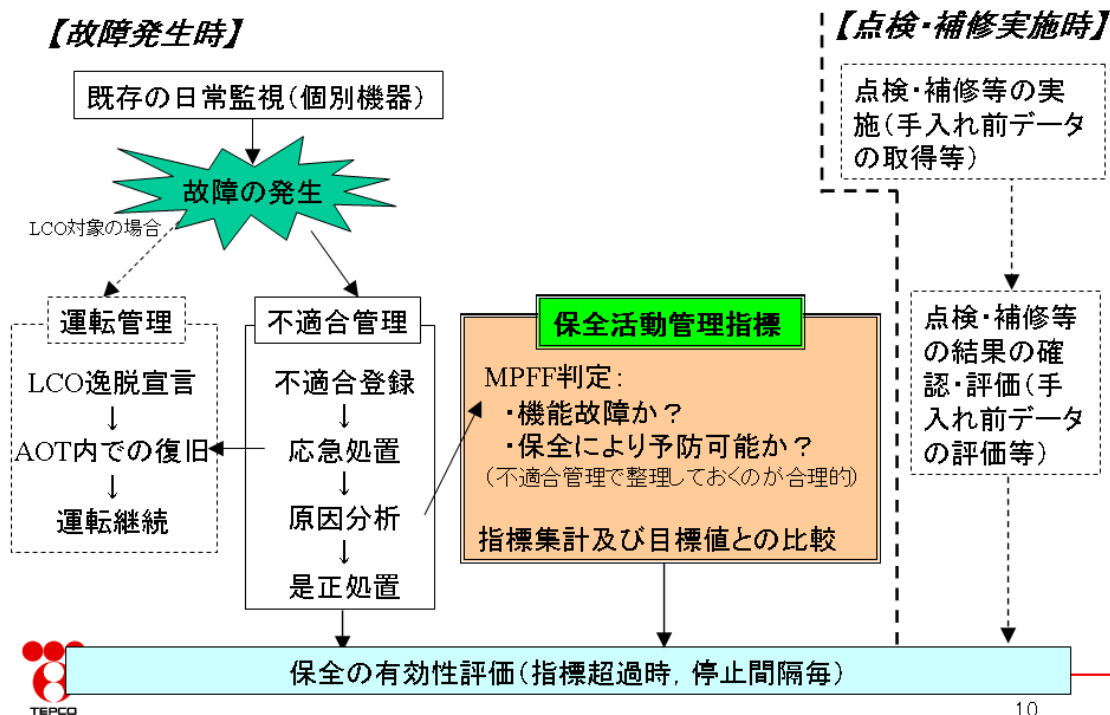 【故障発生時】
既存の日常監視(個別機器)
故障の発生
LCO対象の場合
運転管理
LCO逸脱宣言
↓
AOT内での復旧
↓
運転継続
不適合管理
不適合登録
↓
応急処置
↓
原因分析
↓
是正処置
保全活動管理指標
MPFF判定:
・機能故障か?
・保全により予防可能か?
(不適合管理で整理しておくのが合理的)
指標集計及び目標値との比較
【点検・補修実施時】
点検・補修等の実
施(手入れ前データ
の取得等)
点検・補修等
の結果の確
認・評価(手
入れ前データ
の評価等)
保全の有効性評価(指標超過時, 停止間隔毎)
TEPCO
10